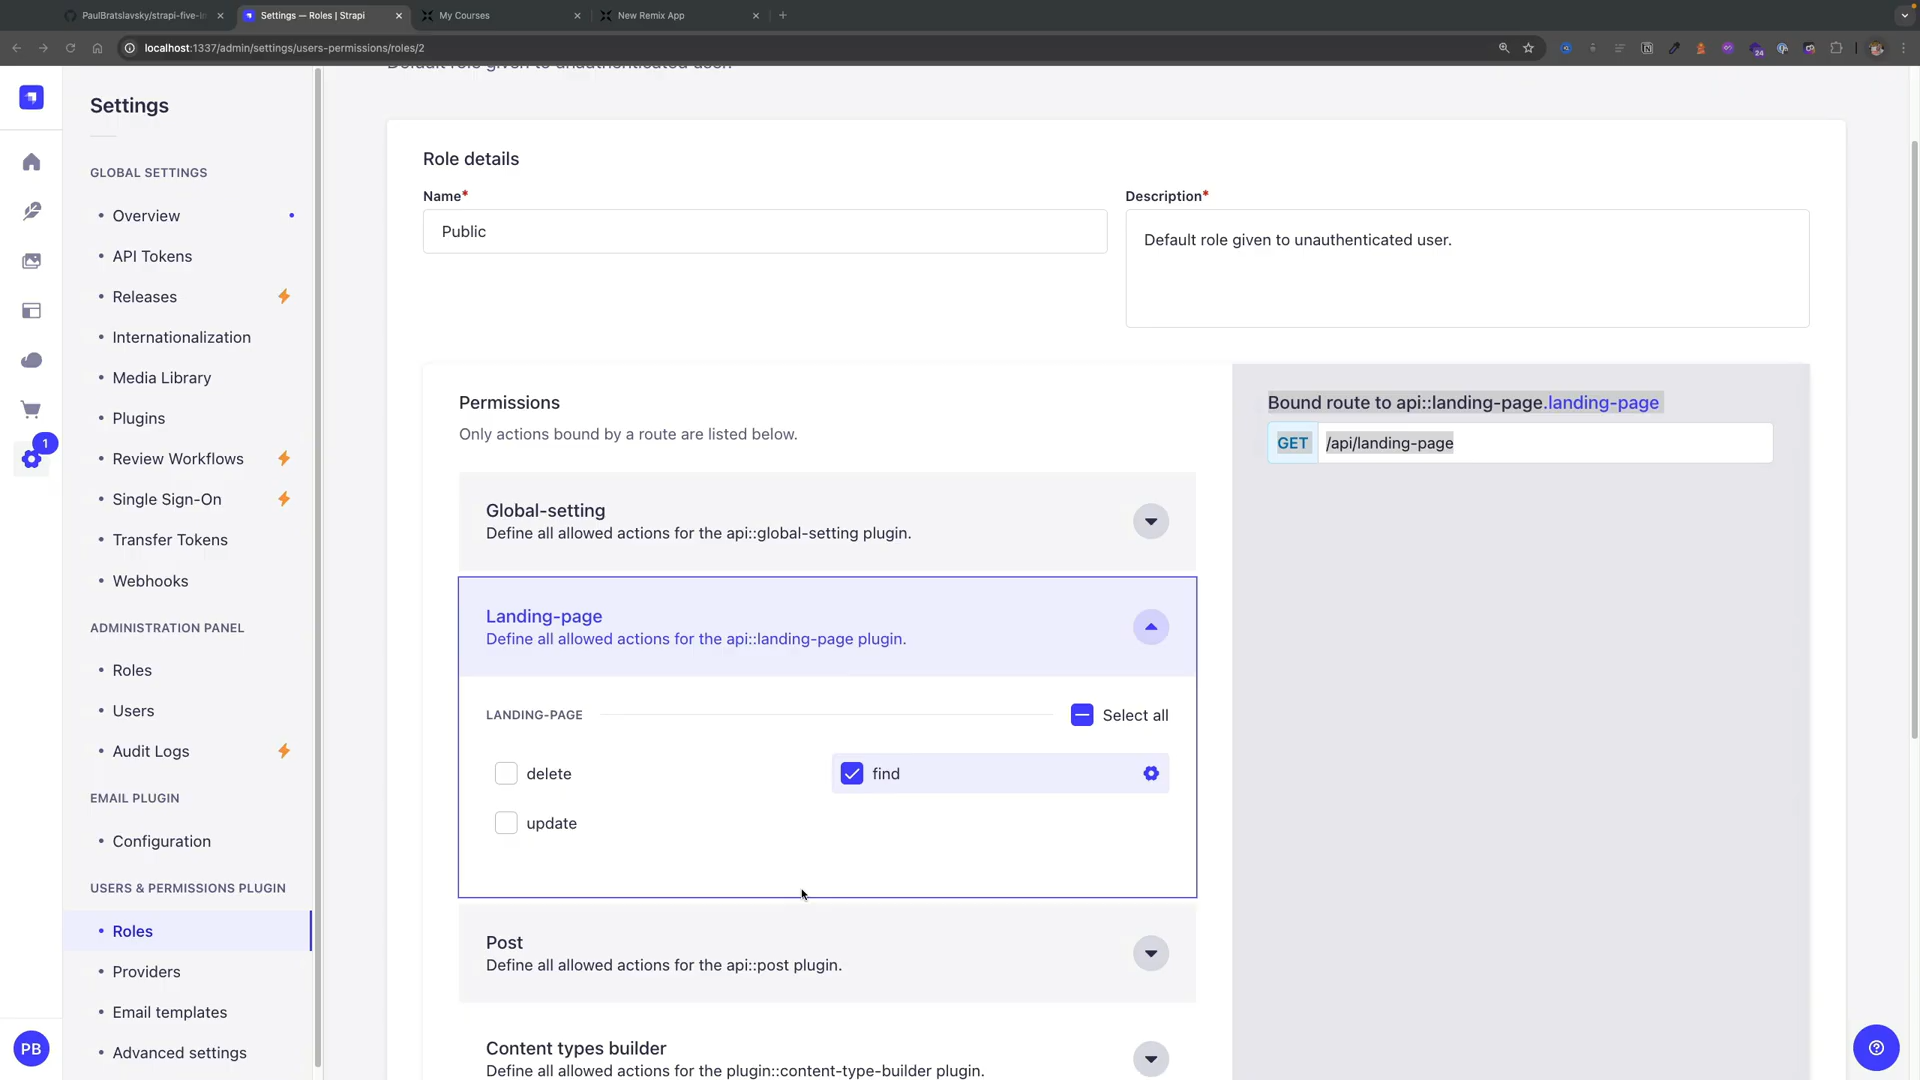 PaulBratslavsky/strapi-five-l
Settings — Roles | Strapi
My Courses
New Remix App
localhost:1337/admin/settings/users-permissions/roles/2
24
Default role given to unauthenticated user.
Settings
GLOBAL SETTINGS
Overview
API Tokens
Releases
Internationalization
Media Library
Plugins
Review Workflows
Single Sign-On
Transfer Tokens
Webhooks
ADMINISTRATION PANEL
Roles
Users
Audit Logs
EMAIL PLUGIN
Configuration
USERS & PERMISSIONS PLUGIN
Roles
Providers
Email templates
Advanced settings
1
PB
Role details
Name*
Public
Description*
Default role given to unauthenticated user.
Permissions
Only actions bound by a route are listed below.
Global-setting
Define all allowed actions for the api::global-setting plugin.
Landing-page
Define all allowed actions for the api::landing-page plugin.
LANDING-PAGE
Select all
delete
find
update
Post
Define all allowed actions for the api::post plugin.
Content types builder
Define all allowed actions for the plugin::content-type-builder plugin.
Bound route to api::landing-page.landing-page
GET /api/landing-page